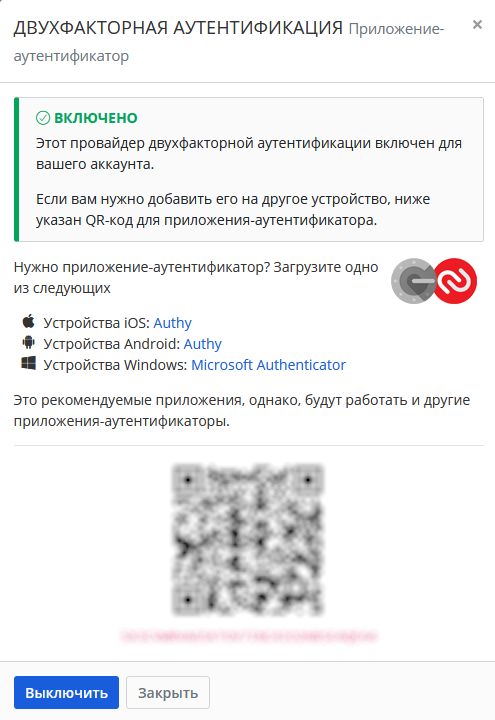 ДВУХФАКТОРНАЯ АУТЕНТИФИКАЦИЯ Приложение-
аутентификатор
×
ВКЛЮЧЕНО
Этот провайдер двухфакторной аутентификации включен для
вашего аккаунта.
Если вам нужно добавить его на другое устройство, ниже
указан QR-код для приложения-аутентификатора.
Нужно приложение-аутентификатор? Загрузите одно
из следующих
Устройства iOS: Authy
Устройства Android: Authy
Устройства Windows: Microsoft Authenticator
Это рекомендуемые приложения, однако, будут работать и другие
приложения-аутентификаторы.
Выключить Закрыть